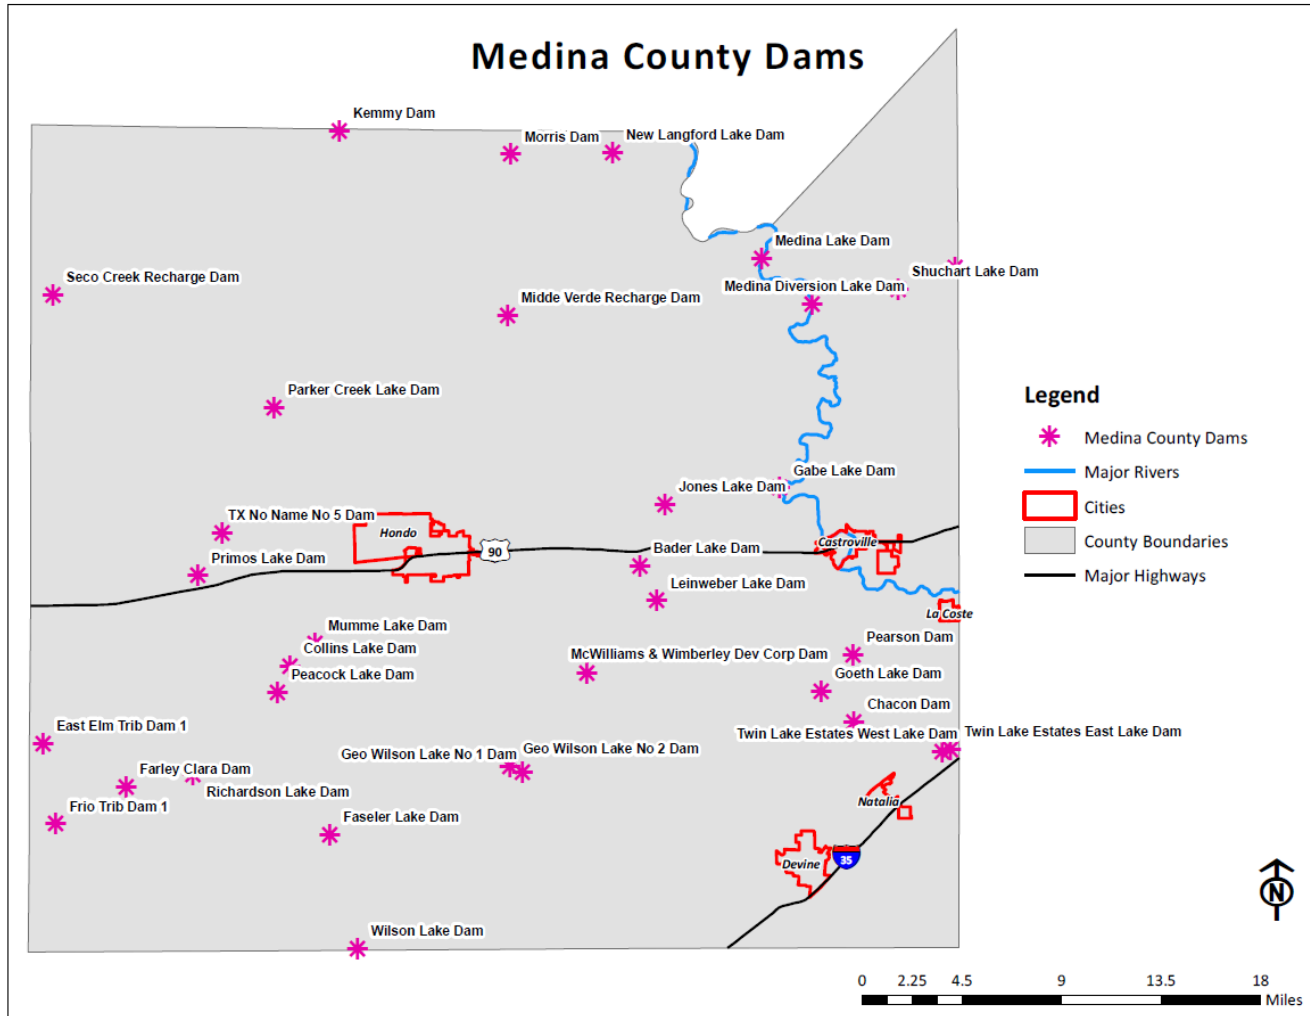 Medina County Dams
Kemmy Dam
Morris Dam
New Langford Lake Dam
Medina Lake Dam
Seco Creek Recharge Dam
Shuchart Lake Dam
Medina Diversion Lake Dam
Midde Verde Recharge Dam
Parker Creek Lake Dam
Gabe Lake Dam
Jones Lake Dam
TX No Name No 5 Dam
Hondo
90
Castroville
Bader Lake Dam
Primos Lake Dam
Leinweber Lake Dam
La Coste
Mumme Lake Dam
Pearson Dam
Collins Lake Dam
McWilliams & Wimberley Dev Corp Dam
Peacock Lake Dam
Goeth Lake Dam
Chacon Dam
East Elm Trib Dam 1
Twin Lake Estates West Lake Dam
Twin Lake Estates East Lake Dam
Geo Wilson Lake No 1 Dam
Geo Wilson Lake No 2 Dam
Farley Clara Dam
Richardson Lake Dam
Natalia
Frio Trib Dam 1
Faseler Lake Dam
Devine
35
Wilson Lake Dam
Legend
Medina County Dams
Major Rivers
Cities
County Boundaries
Major Highways
N
0 2.25 4.5 9 13.5 18
Miles